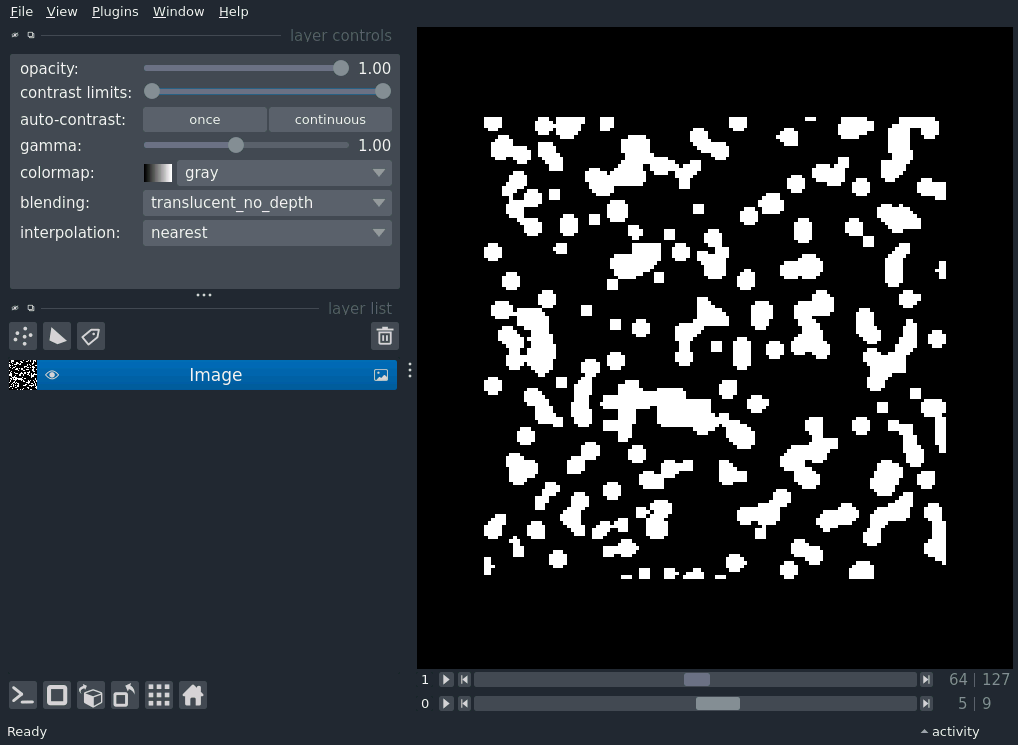 File View Plugins Window Help
layer controls
opacity: 1.00
contrast limits:
auto-contrast: once continuous
gamma: 1.00
colormap: gray
blending: translucent_no_depth
interpolation: nearest
layer list
Image
1 64 | 127
0 5 | 9
Ready activity